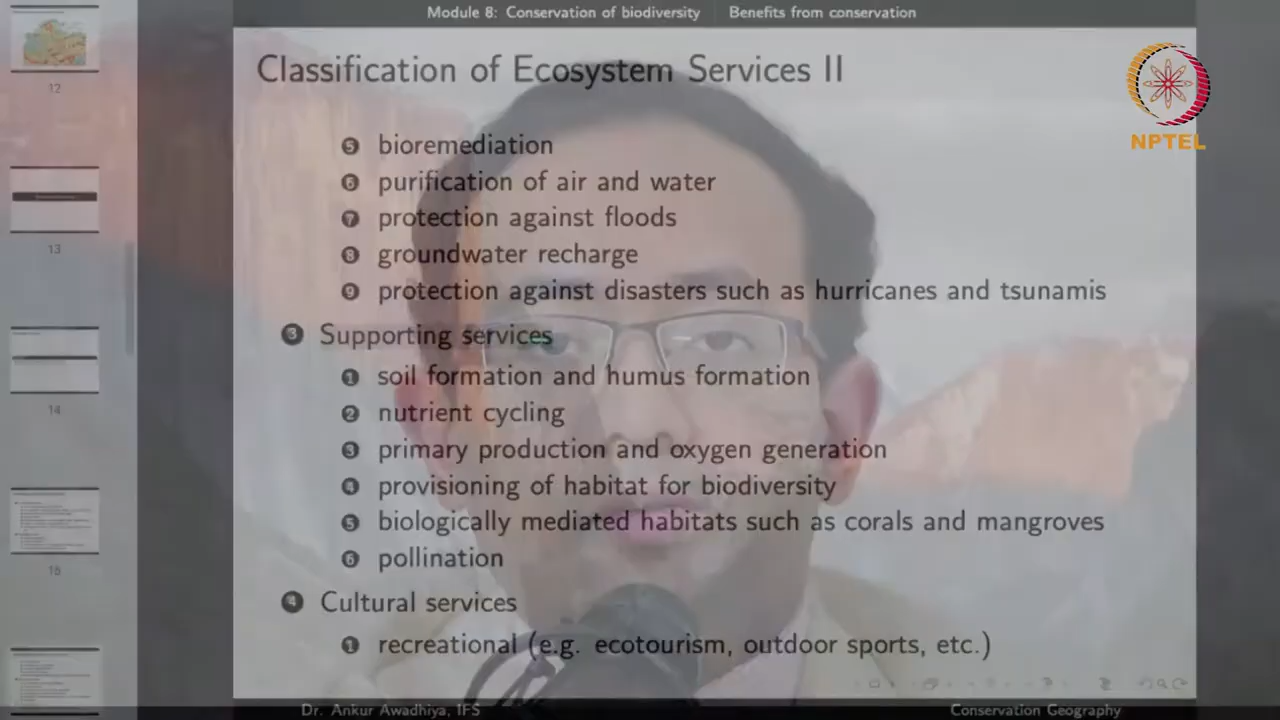 Module 8: Conservation of biodiversity Benefits from conservation
Classification of Ecosystem Services II
NPTEL
5 bioremediation
6 purification of air and water
7 protection against floods
8 groundwater recharge
9 protection against disasters such as hurricanes and tsunamis
3 Supporting services
1 soil formation and humus formation
2 nutrient cycling
3 primary production and oxygen generation
4 provisioning of habitat for biodiversity
5 biologically mediated habitats such as corals and mangroves
6 pollination
4 Cultural services
1 recreational (e.g. ecotourism, outdoor sports, etc.)
Dr. Ankur Awadhiya, IFS Conservation Geography
12
13
14